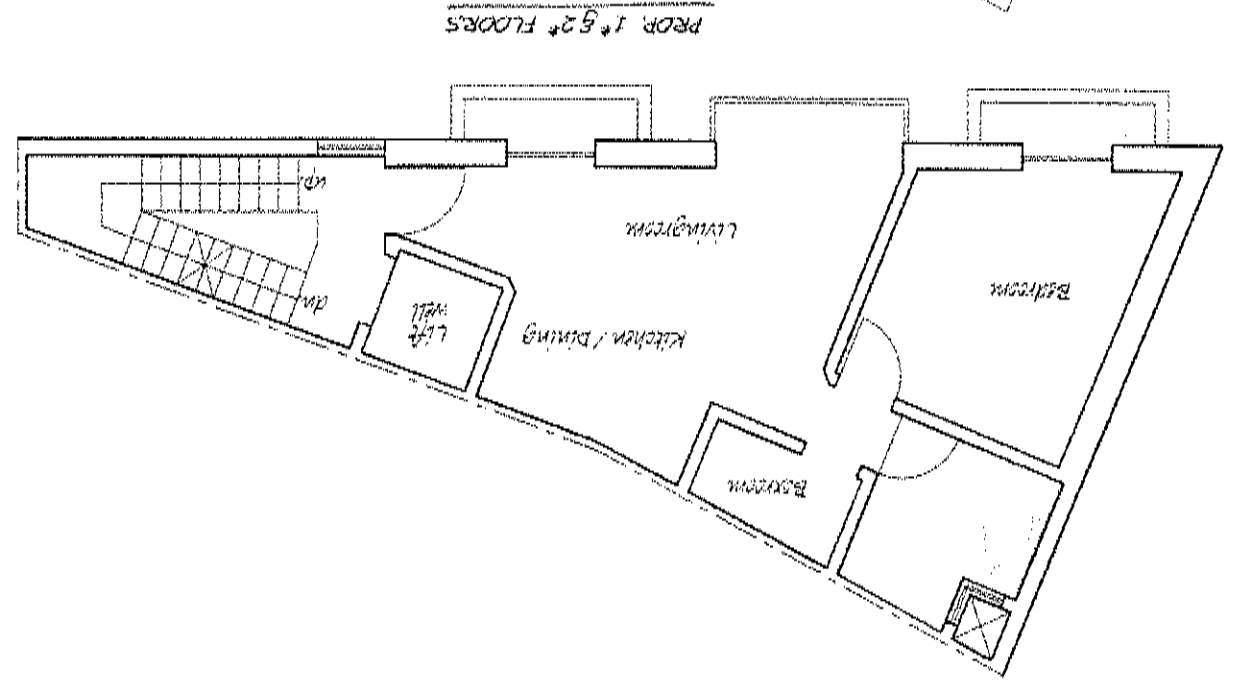 Boxroom
Kitchen / Dining
Lift
Well
Bedroom
dn
Livingroom
up
PROP. 1st & 2nd FLOORS